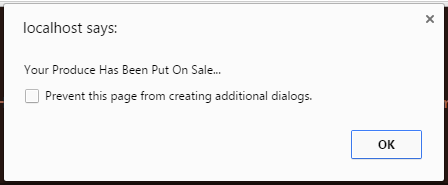 localhost says:
Your Produce Has Been Put On Sale...
Prevent this page from creating additional dialogs.
OK